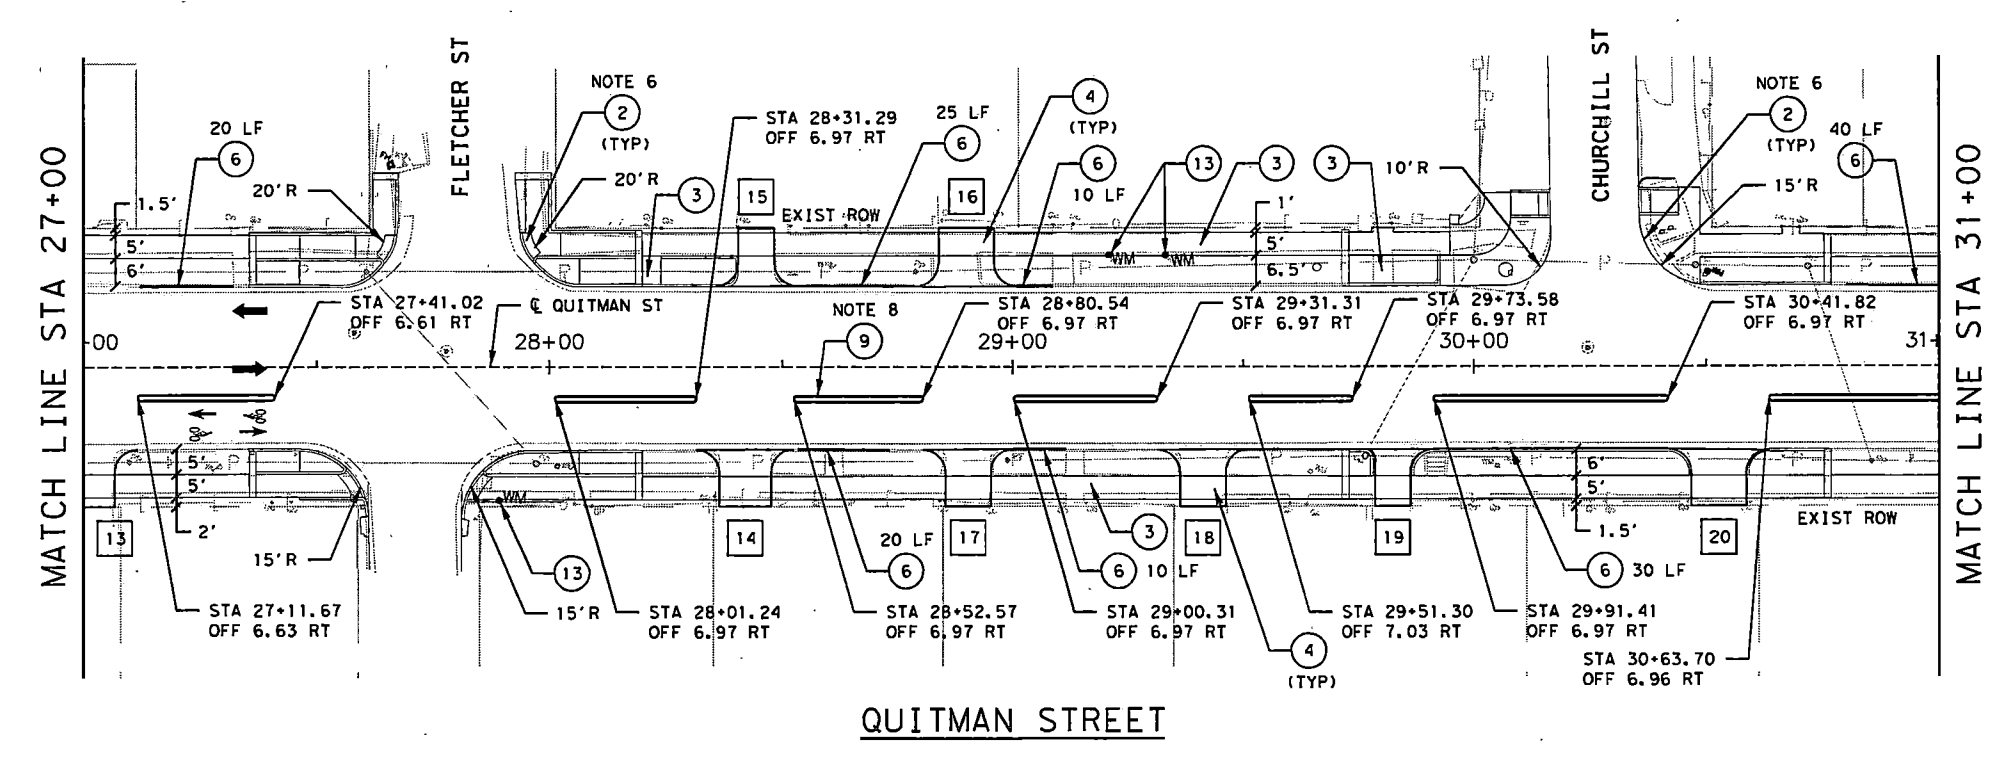 MATCH LINE STA 27+00
FLETCHER ST
CHURCHILL ST
MATCH LINE STA 31+00
NOTE 6
2
(TYP)
20 LF
6
20'R
1.5'
5'
6'
20'R
3
STA 28+31.29
OFF 6.97 RT
15
EXIST ROW
25 LF
6
16
4
(TYP)
6
10 LF
13
WM
WM
3
3
1'
5'
6.5'
10'R
NOTE 6
2
(TYP)
15'R
40 LF
6
STA 27+41.02
OFF 6.61 RT
℄ QUITMAN ST
NOTE 8
9
STA 28+80.54
OFF 6.97 RT
STA 29+31.31
OFF 6.97 RT
STA 29+73.58
OFF 6.97 RT
STA 30+41.82
OFF 6.97 RT
00
28+00
29+00
30+00
31+
P
5'
5'
2'
13
15'R
WM
13
15'R
14
20 LF
6
17
6
10 LF
3
18
19
6'
5'
1.5'
6
30 LF
20
EXIST ROW
STA 27+11.67
OFF 6.63 RT
STA 28+01.24
OFF 6.97 RT
STA 28+52.57
OFF 6.97 RT
STA 29+00.31
OFF 6.97 RT
4
(TYP)
STA 29+51.30
OFF 7.03 RT
STA 29+91.41
OFF 6.97 RT
STA 30+63.70
OFF 6.96 RT
QUITMAN STREET